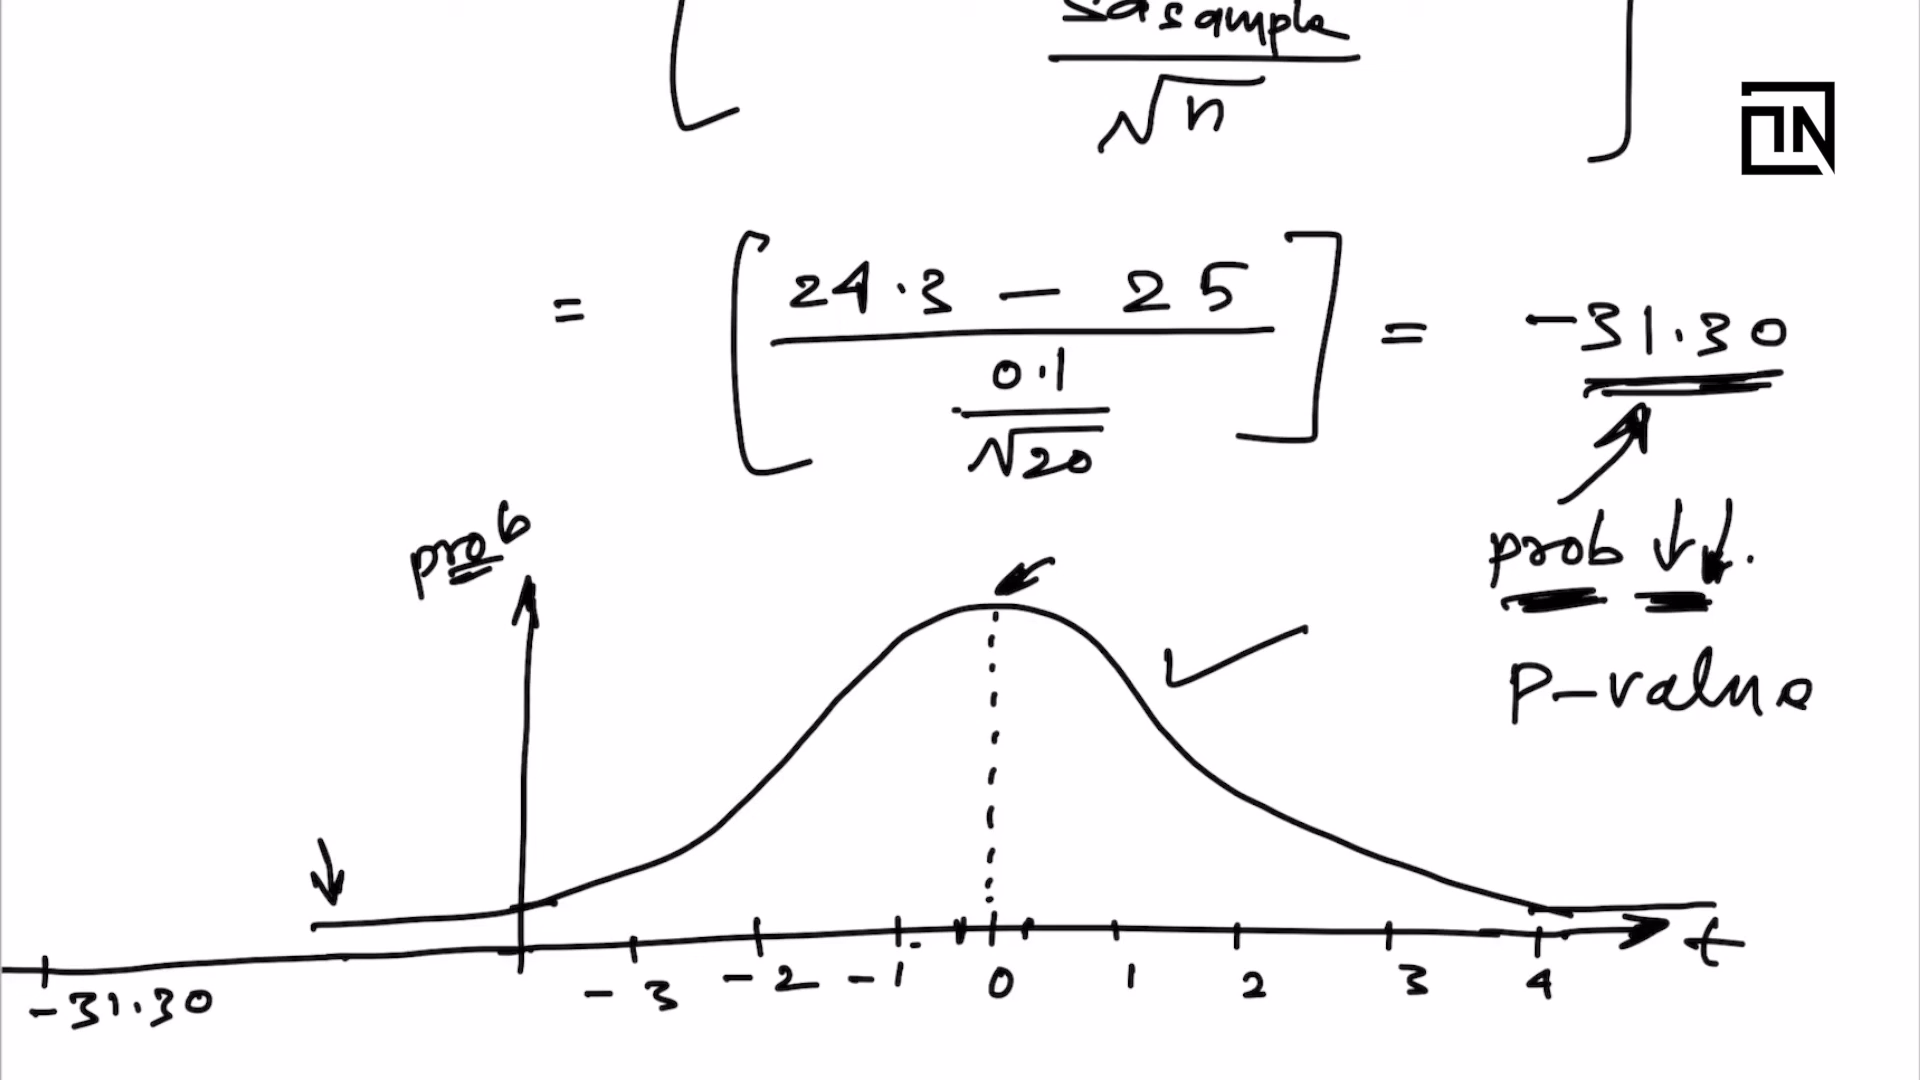 sd sample
√n
= [ 24.3 - 25 ] = -31.30
0.1
√20
prob
prob ↓↓.
P-value
t
-3 -2 -1 0 1 2 3 4
-31.30